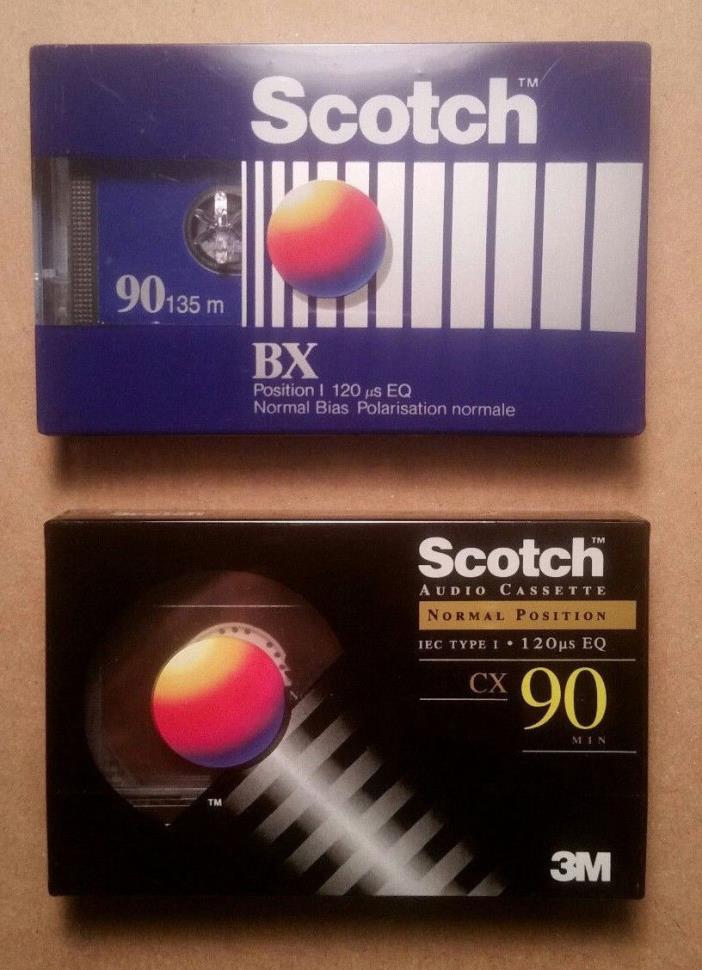 Scotch™
90 135 m
BX
Position I 120 µs EQ
Normal Bias Polarisation normale
Scotch™
AUDIO CASSETTE
NORMAL POSITION
IEC TYPE I • 120µs EQ
CX 90
MIN
TM
3M